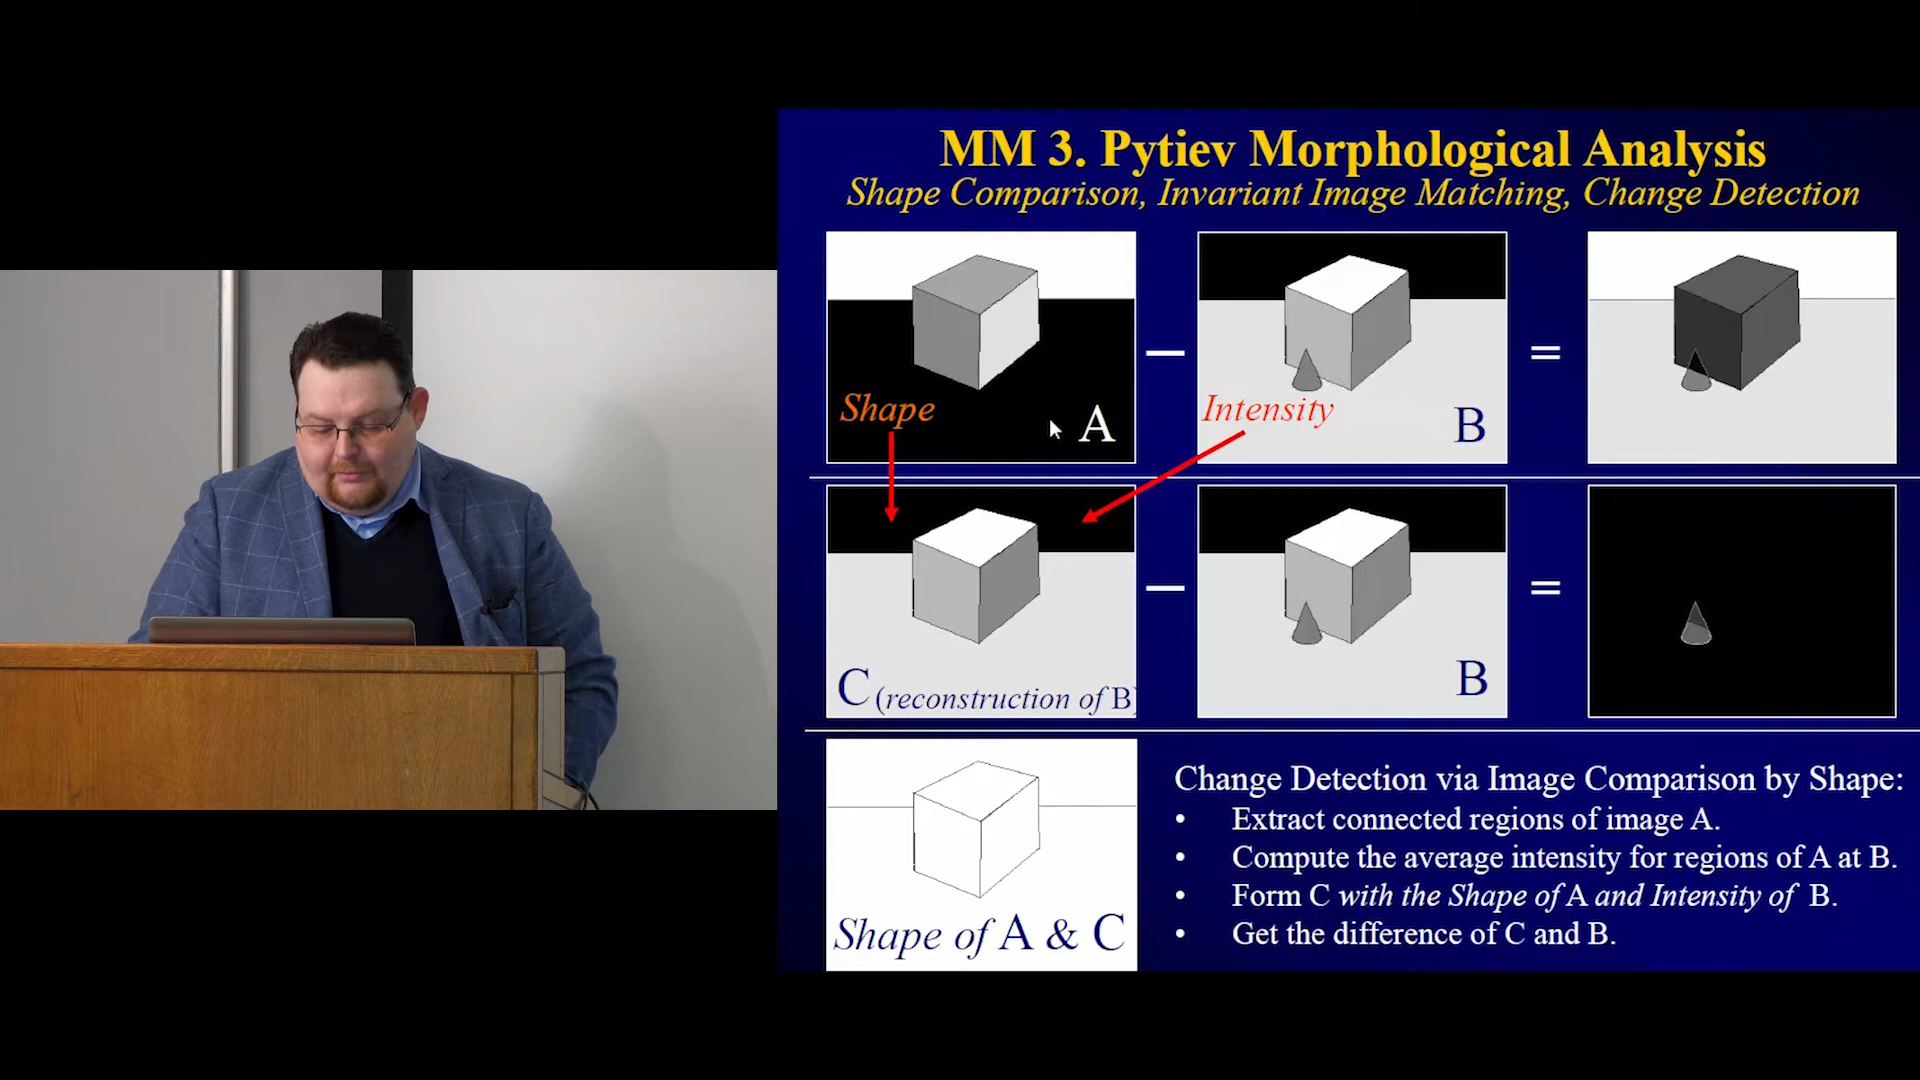 MM 3. Pytiev Morphological Analysis
Shape Comparison, Invariant Image Matching, Change Detection
Shape
A
Intensity
B
C (reconstruction of B)
B
Shape of A & C
Change Detection via Image Comparison by Shape:
• Extract connected regions of image A.
• Compute the average intensity for regions of A at B.
• Form C with the Shape of A and Intensity of B.
• Get the difference of C and B.